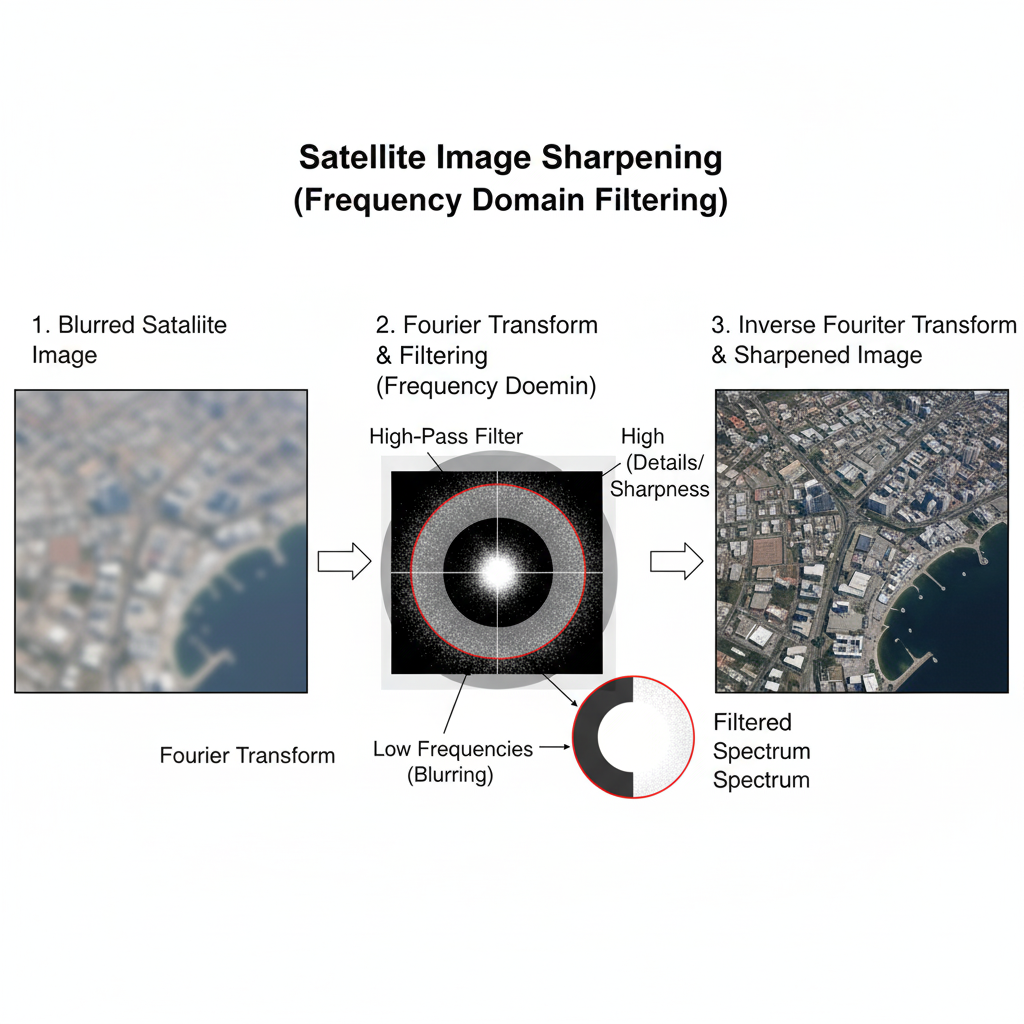 Satellite Image Sharpening
(Frequency Domain Filtering)
1. Blurred Sataliite
Image
2. Fourier Transform
& Filtering
(Frequency Doemin)
3. Inverse Fouriter Transform
& Sharpened Image
High-Pass Filter
High
(Details/
Sharpness
Fourier Transform
Low Frequencies
(Blurring)
Filtered
Spectrum
Spectrum